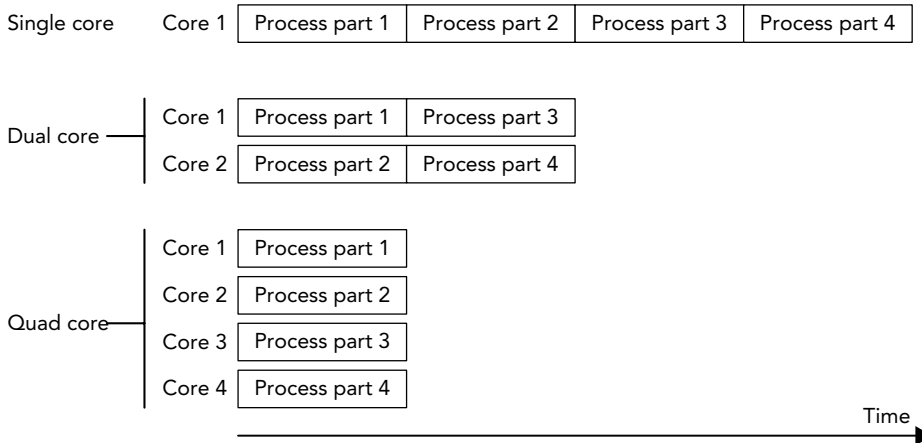 Single core Core 1 Process part 1 Process part 2 Process part 3 Process part 4
Core 1 Process part 1 Process part 3
Dual core
Core 2 Process part 2 Process part 4
Core 1 Process part 1
Core 2 Process part 2
Quad core
Core 3 Process part 3
Core 4 Process part 4
Time